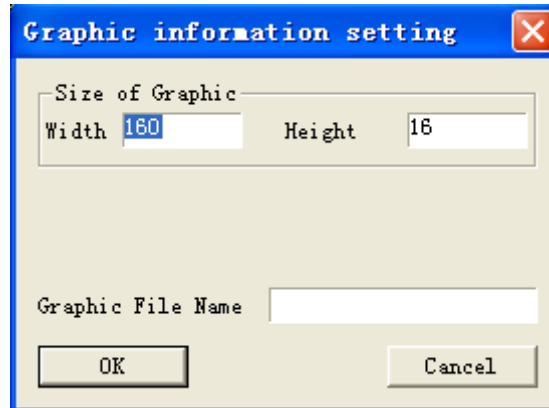 Graphic information setting
Size of Graphic
Width 160 Height 16
Graphic File Name
OK Cancel